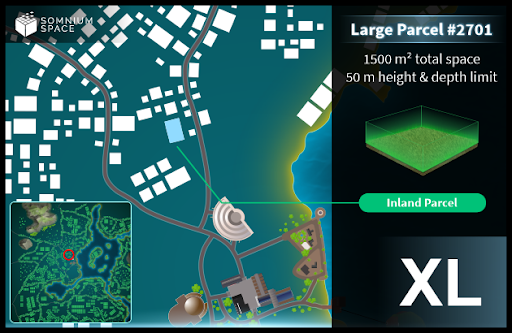 SOMNIUM
SPACE
Large Parcel #2701
1500 m² total space
50 m height & depth limit
Inland Parcel
XL